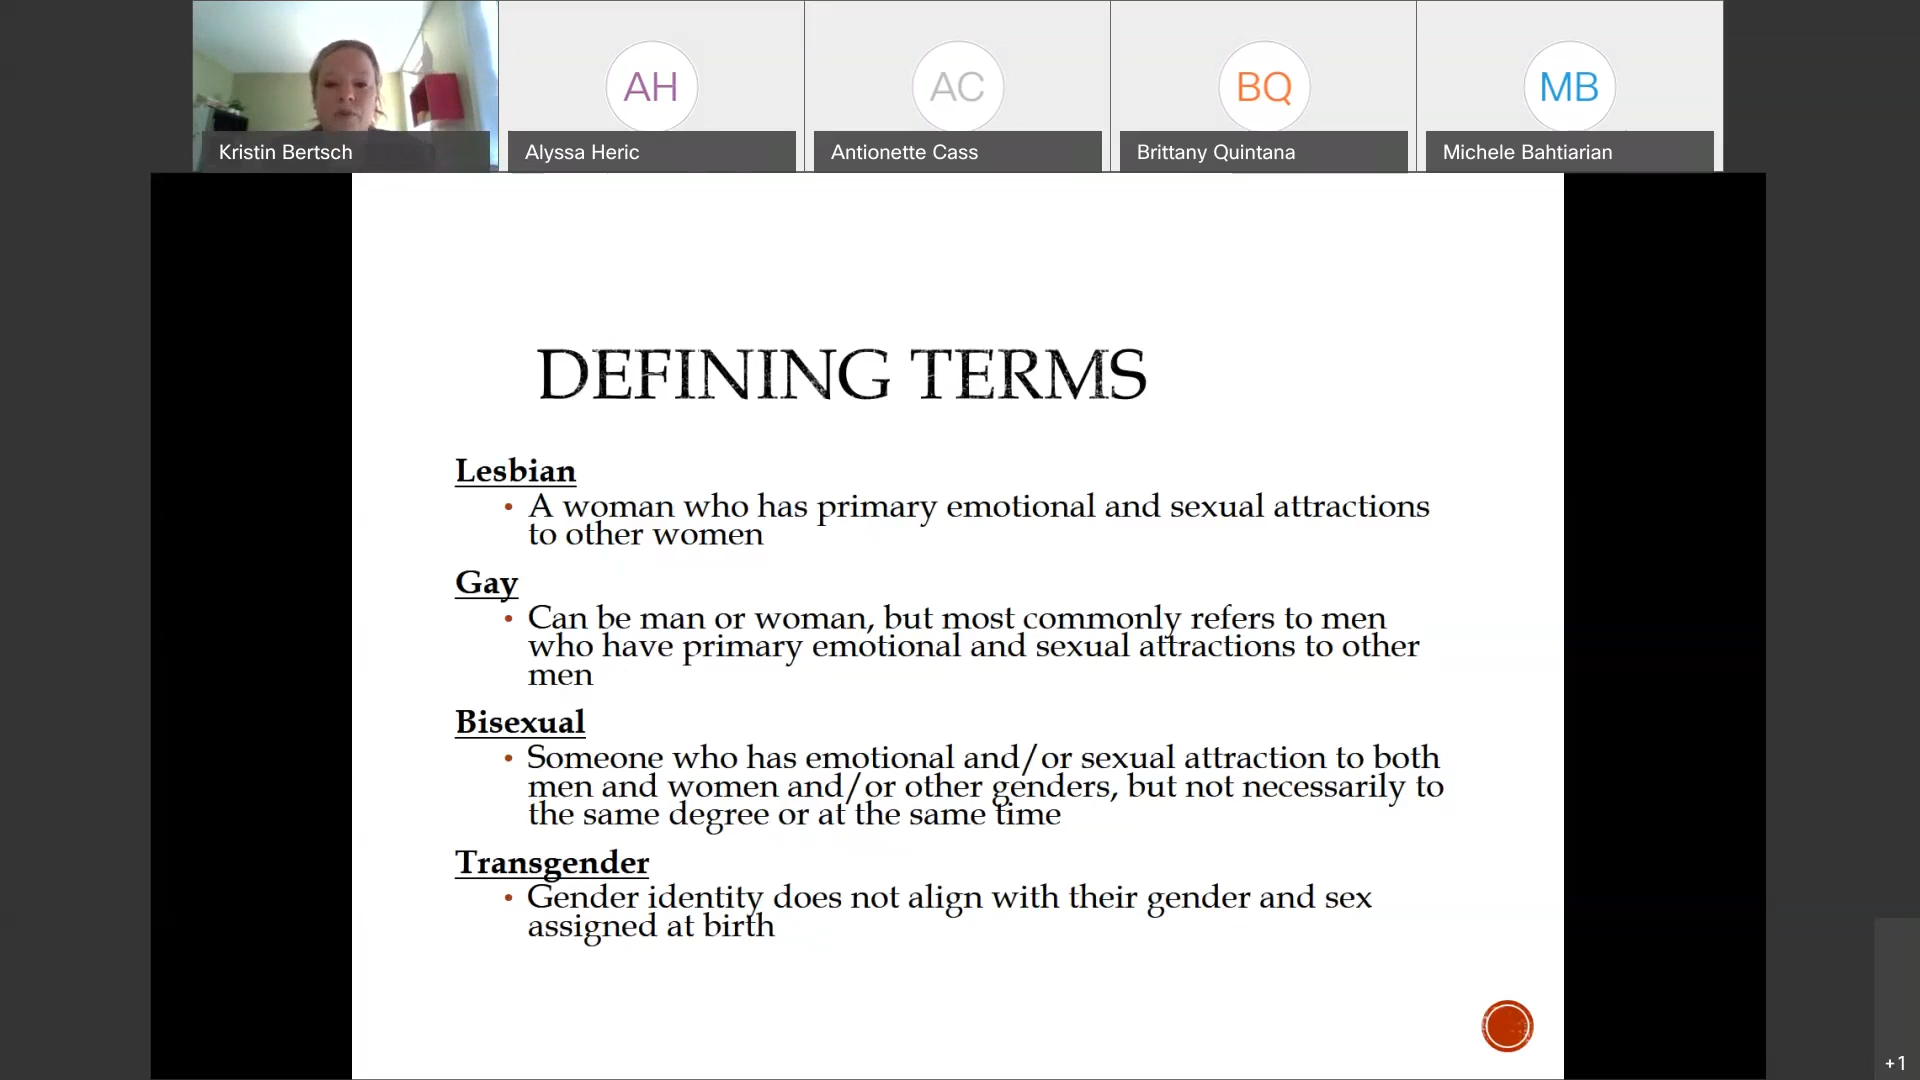 AH
AC
BQ
MB
Kristin Bertsch
Alyssa Heric
Antionette Cass
Brittany Quintana
Michele Bahtiarian
DEFINING TERMS
Lesbian
• A woman who has primary emotional and sexual attractions
to other women
Gay
• Can be man or woman, but most commonly refers to men
who have primary emotional and sexual attractions to other
men
Bisexual
• Someone who has emotional and/or sexual attraction to both
men and women and/or other genders, but not necessarily to
the same degree or at the same time
Transgender
• Gender identity does not align with their gender and sex
assigned at birth
+1